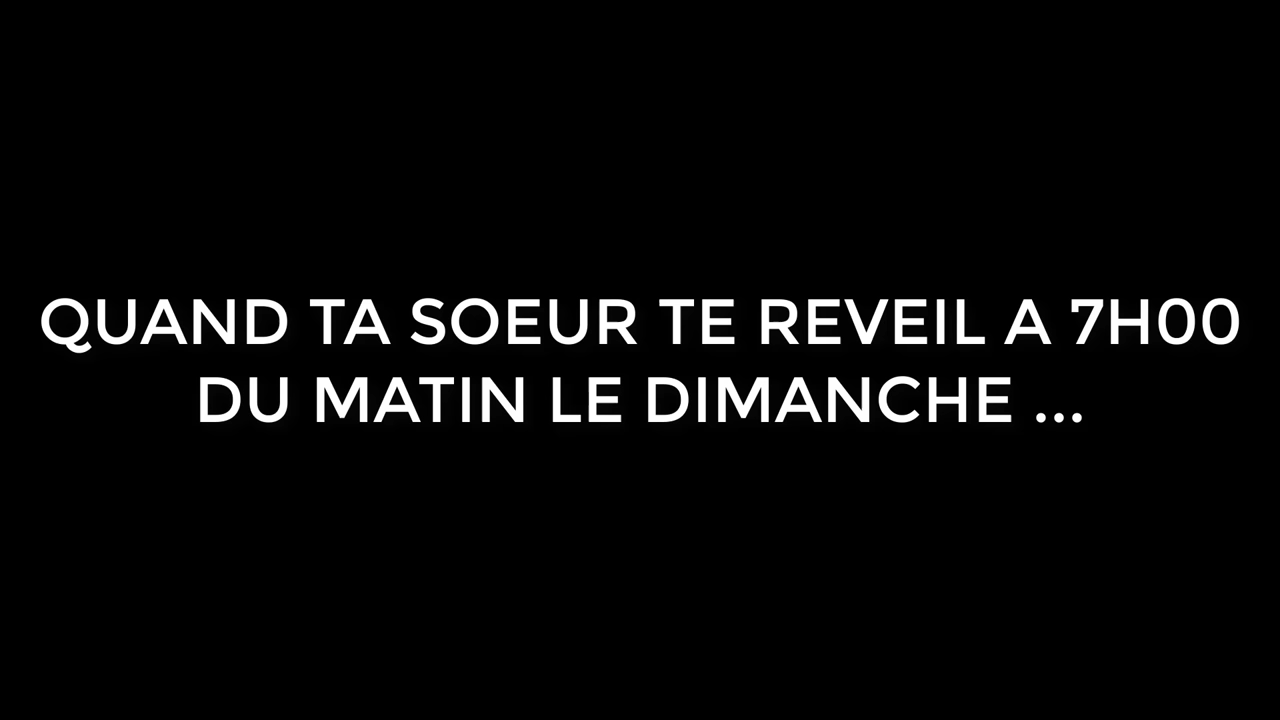 QUAND TA SOEUR TE REVEIL A 7H00
DU MATIN LE DIMANCHE ...